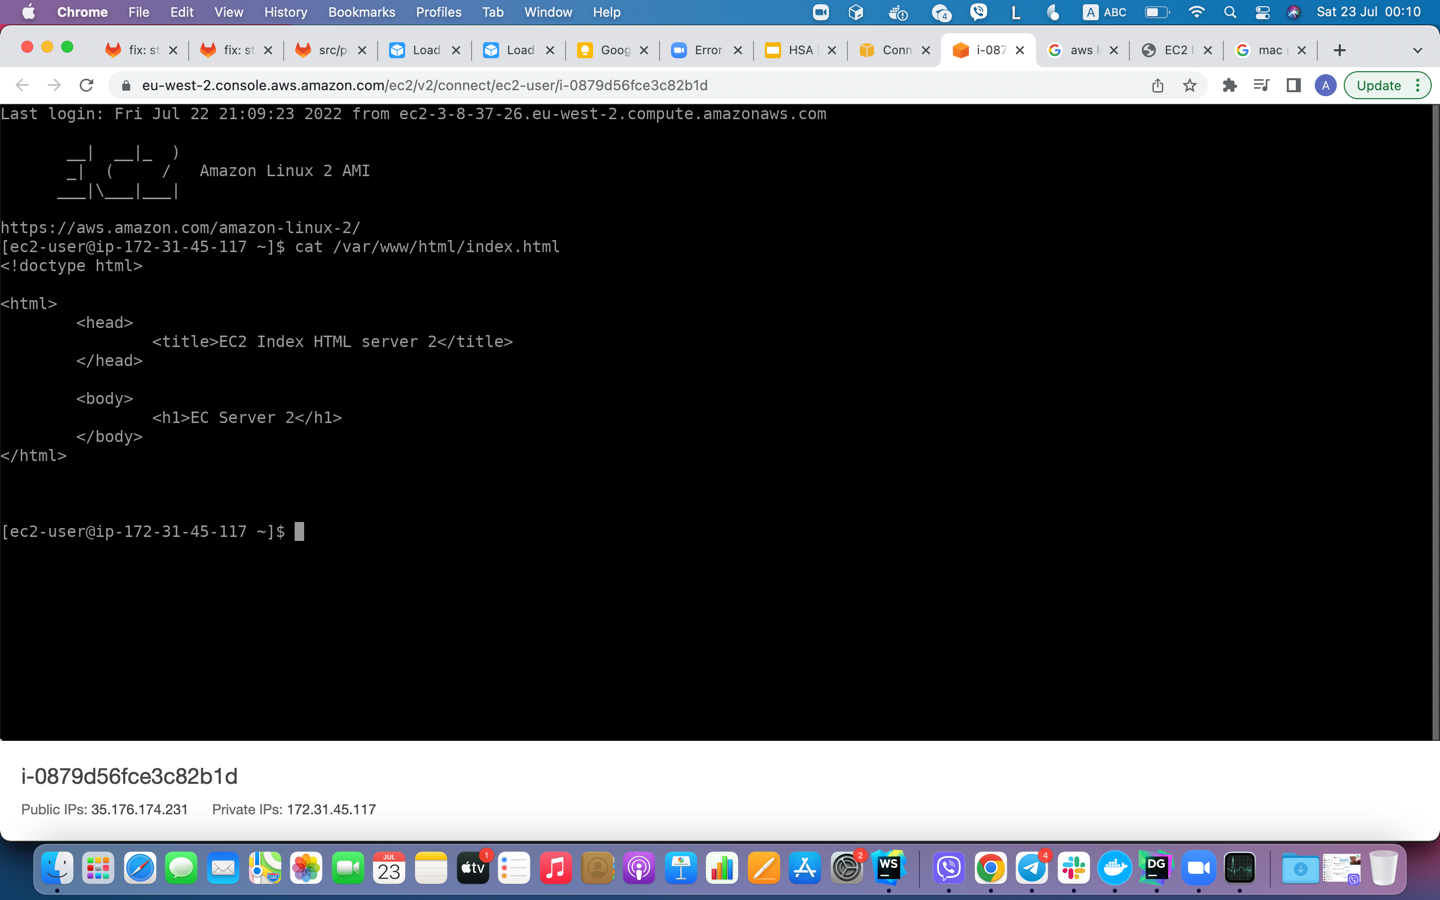 Chrome File Edit View History Bookmarks Profiles Tab Window Help 4 L A ABC Sat 23 Jul 00:10
fix: st fix: st src/p Load Load Goog Error HSA Conn i-087 aws l EC2 mac
eu-west-2.console.aws.amazon.com/ec2/v2/connect/ec2-user/i-0879d56fce3c82b1d A Update
Last login: Fri Jul 22 21:09:23 2022 from ec2-3-8-37-26.eu-west-2.compute.amazonaws.com
__|  __|_  )
_|  (     /   Amazon Linux 2 AMI
___|\___|___|
https://aws.amazon.com/amazon-linux-2/
[ec2-user@ip-172-31-45-117 ~]$ cat /var/www/html/index.html
<!doctype html>
<html>
<head>
<title>EC2 Index HTML server 2</title>
</head>
<body>
<h1>EC Server 2</h1>
</body>
</html>
[ec2-user@ip-172-31-45-117 ~]$
i-0879d56fce3c82b1d
Public IPs: 35.176.174.231 Private IPs: 172.31.45.117
JUL 23 tv 1 2 WS 4 DG